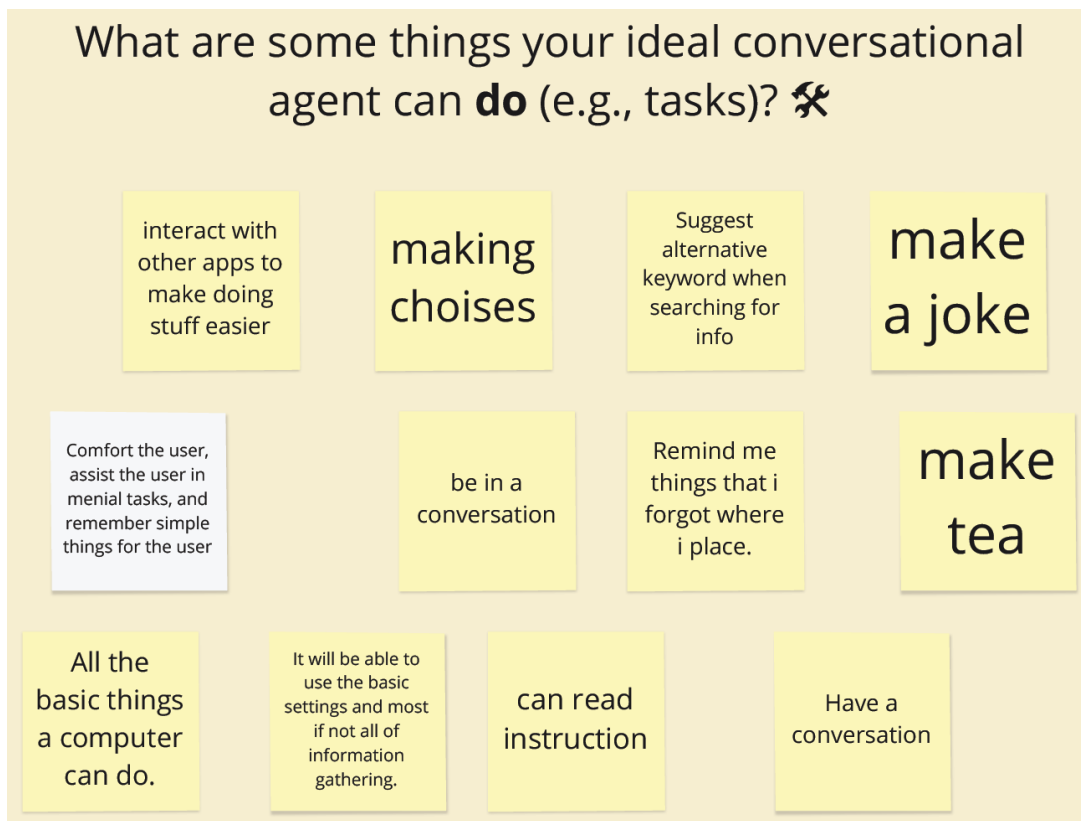 What are some things your ideal conversational
agent can do (e.g., tasks)? 🛠
interact with
other apps to
make doing
stuff easier
making
choises
Suggest
alternative
keyword when
searching for
info
make
a joke
Comfort the user,
assist the user in
menial tasks, and
remember simple
things for the user
be in a
conversation
Remind me
things that i
forgot where
i place.
make
tea
All the
basic things
a computer
can do.
It will be able to
use the basic
settings and most
if not all of
information
gathering.
can read
instruction
Have a
conversation